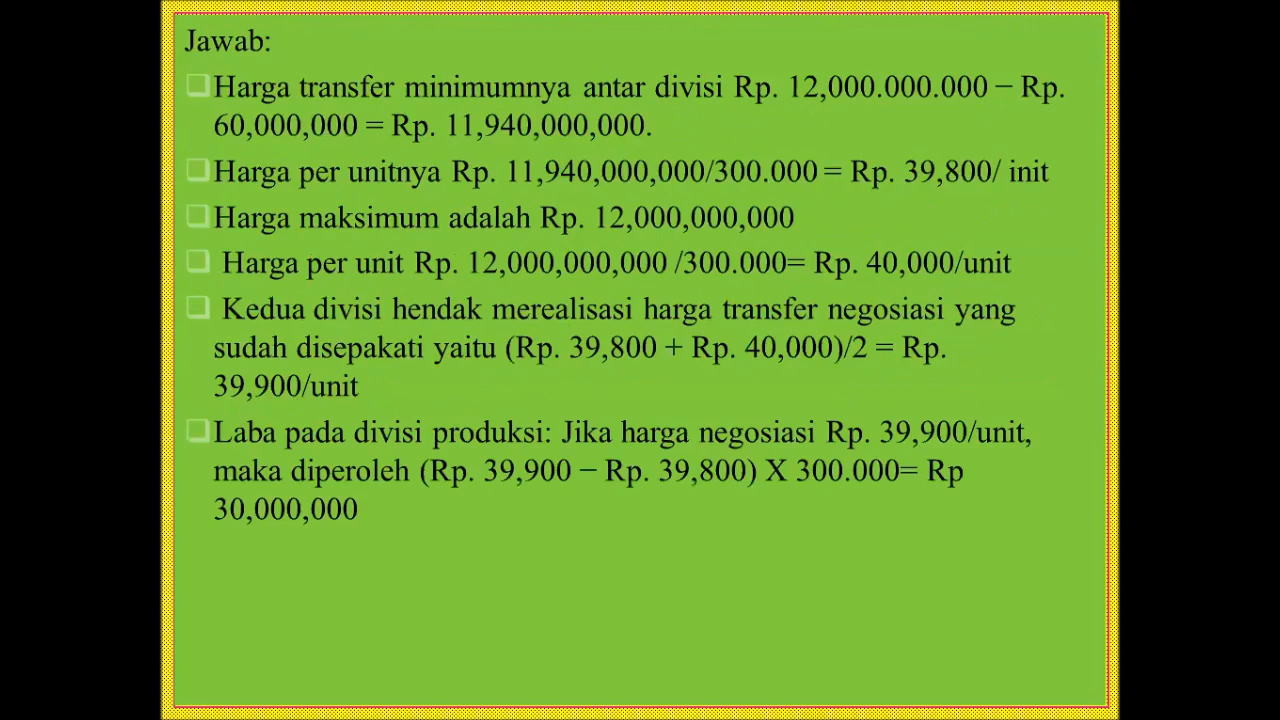 Jawab:
Harga transfer minimumnya antar divisi Rp. 12,000.000.000 – Rp.
60,000,000 = Rp. 11,940,000,000.
Harga per unitnya Rp. 11,940,000,000/300.000 = Rp. 39,800/ init
Harga maksimum adalah Rp. 12,000,000,000
Harga per unit Rp. 12,000,000,000 /300.000= Rp. 40,000/unit
Kedua divisi hendak merealisasi harga transfer negosiasi yang
sudah disepakati yaitu (Rp. 39,800 + Rp. 40,000)/2 = Rp.
39,900/unit
Laba pada divisi produksi: Jika harga negosiasi Rp. 39,900/unit,
maka diperoleh (Rp. 39,900 – Rp. 39,800) X 300.000= Rp
30,000,000